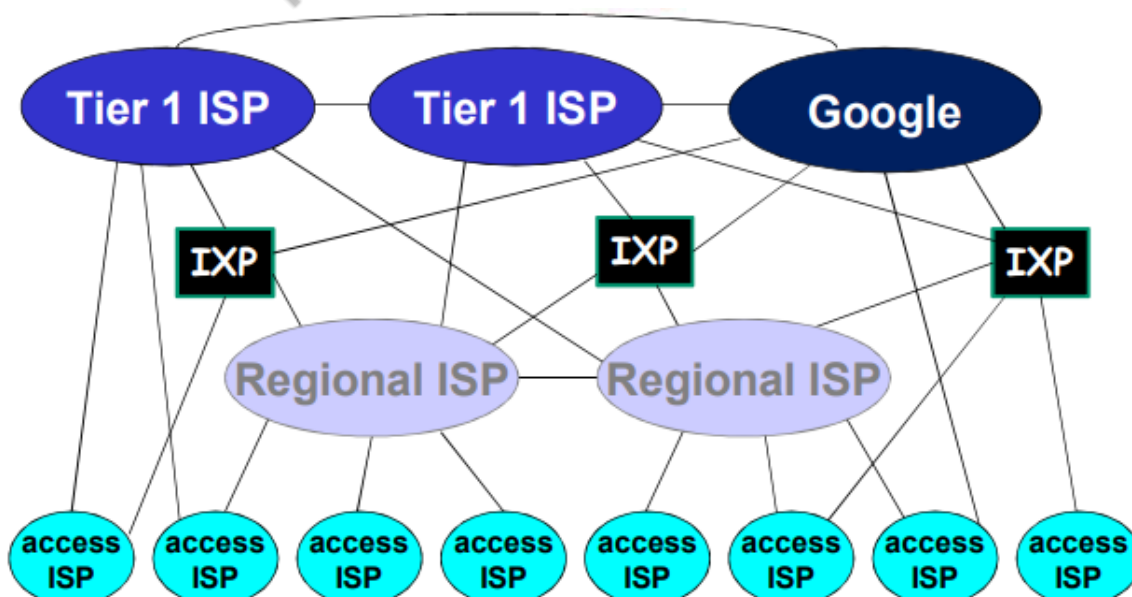 Tier 1 ISP
Tier 1 ISP
Google
IXP
IXP
IXP
Regional ISP
Regional ISP
access
ISP
access
ISP
access
ISP
access
ISP
access
ISP
access
ISP
access
ISP
access
ISP